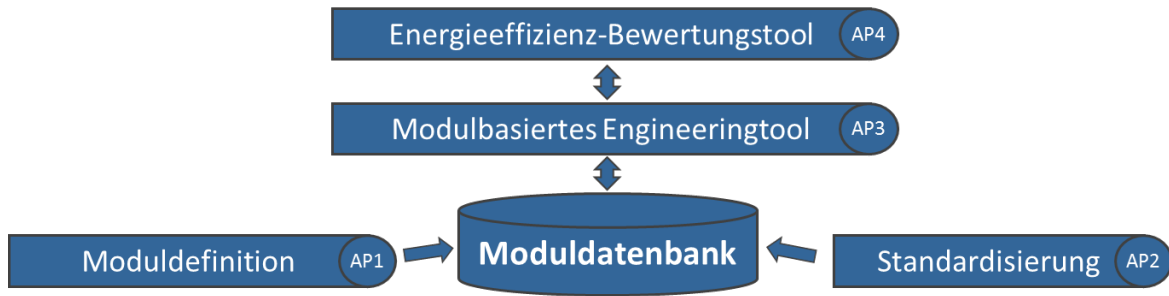 Energieeffizienz-Bewertungstool AP4
Modulbasiertes Engineeringtool AP3
Moduldefinition AP1
Moduldatenbank
Standardisierung AP2